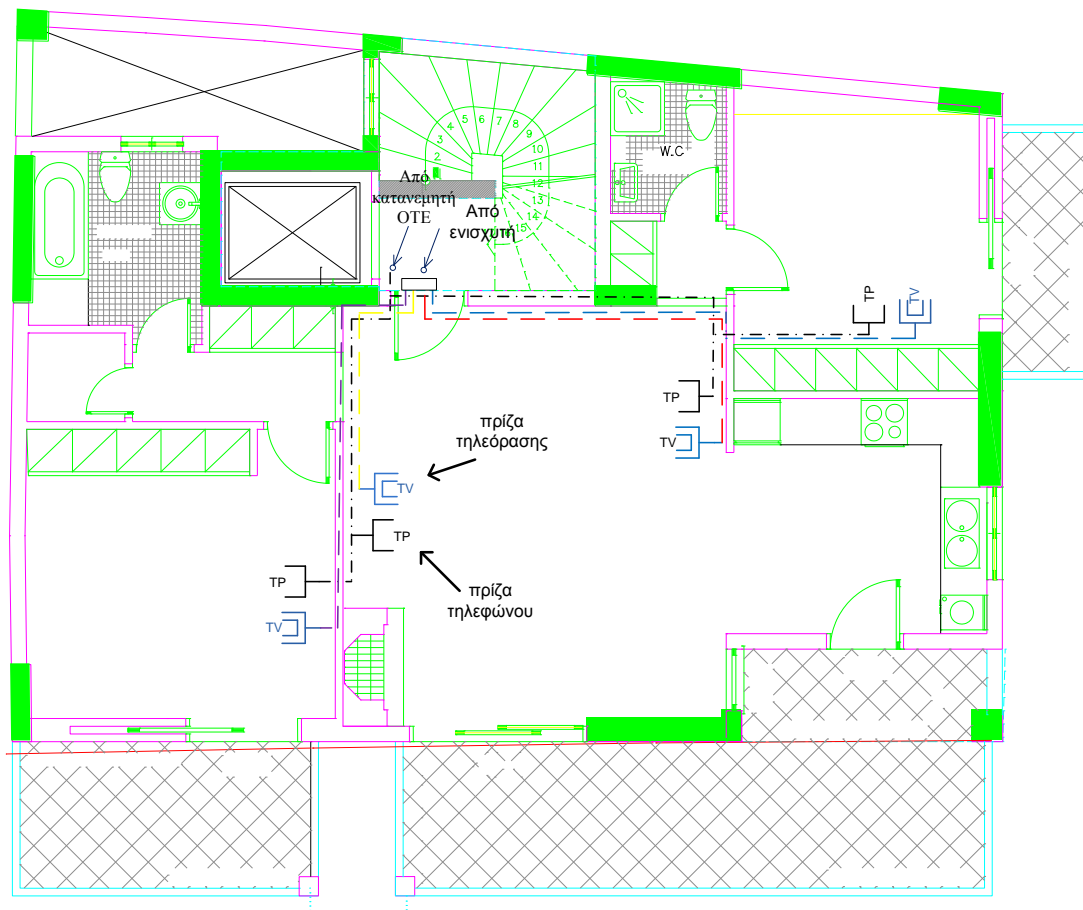 1
2
3
4
5
6
7
8
9
10
11
12
13
14
15
W.C
Από
κατανεμητή
ΟΤΕ
Από
ενισχυτή
TP
TV
TP
TV
πρίζα
τηλεόρασης
TV
TP
πρίζα
τηλεφώνου
TP
TV